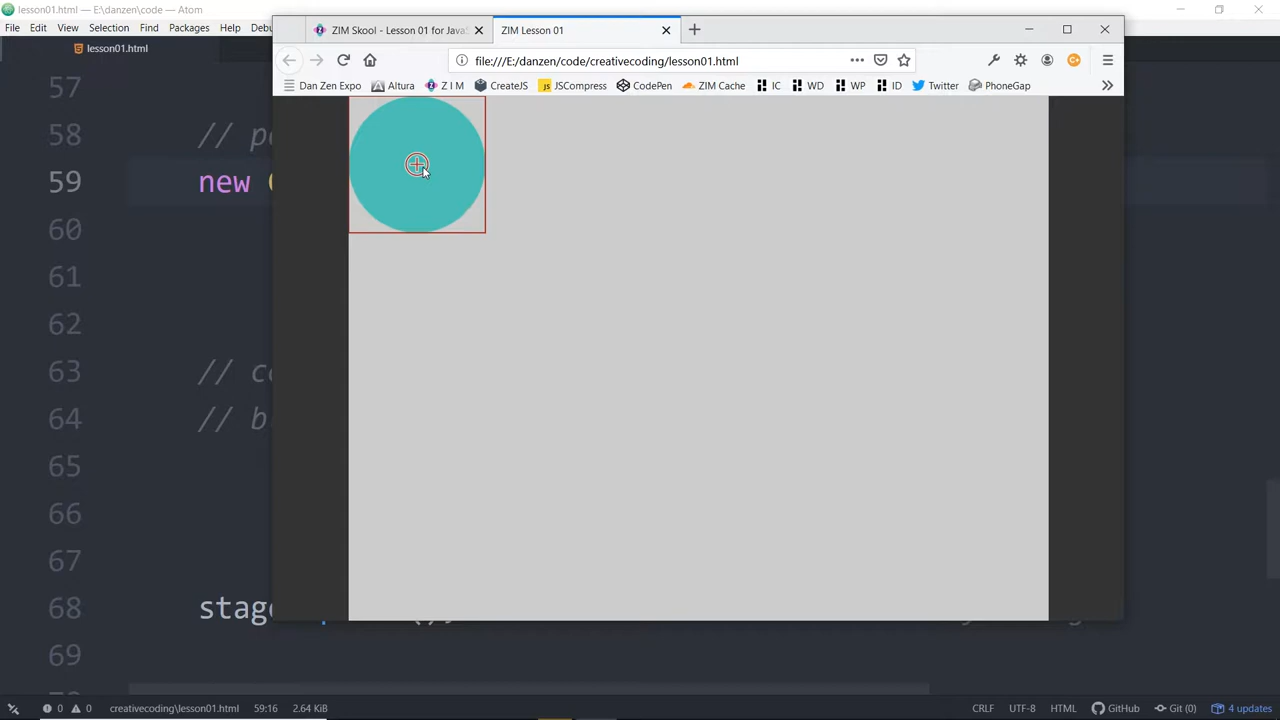 lesson01.html — E:\danzen\code — Atom
File Edit View Selection Find Packages Help Debu
lesson01.html
ZIM Skool - Lesson 01 for Java
ZIM Lesson 01
file:///E:/danzen/code/creativecoding/lesson01.html
Dan Zen Expo Altura Z I M CreateJS JSCompress CodePen ZIM Cache IC WD WP ID Twitter PhoneGap
57
58 // p
59 new
60
61
62
63 // c
64 // b
65
66
67
68 stage
69
0 0 creativecoding\lesson01.html 59:16 2.64 KiB CRLF UTF-8 HTML GitHub Git (0) 4 updates